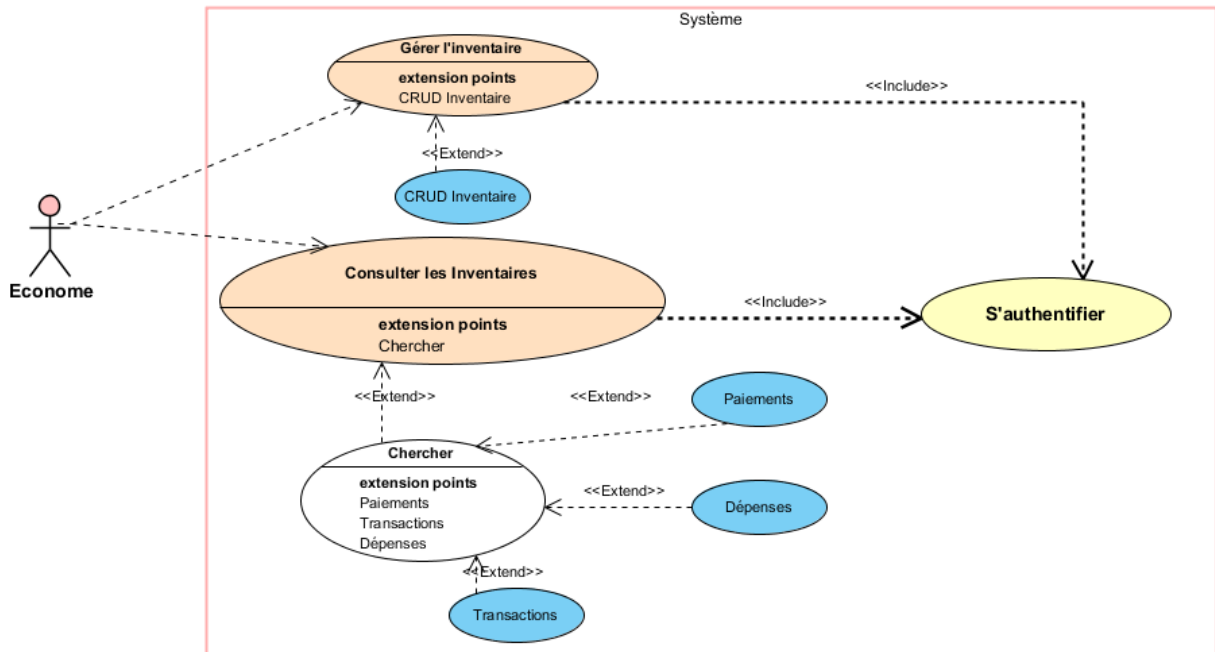 Système
Gérer l'inventaire
extension points
CRUD Inventaire
<<Include>>
<<Extend>>
CRUD Inventaire
Econome
Consulter les Inventaires
extension points
Chercher
<<Include>>
S'authentifier
<<Extend>>
<<Extend>>
Paiements
Chercher
extension points
Paiements
Transactions
Dépenses
<<Extend>>
Dépenses
<<Extend>>
Transactions